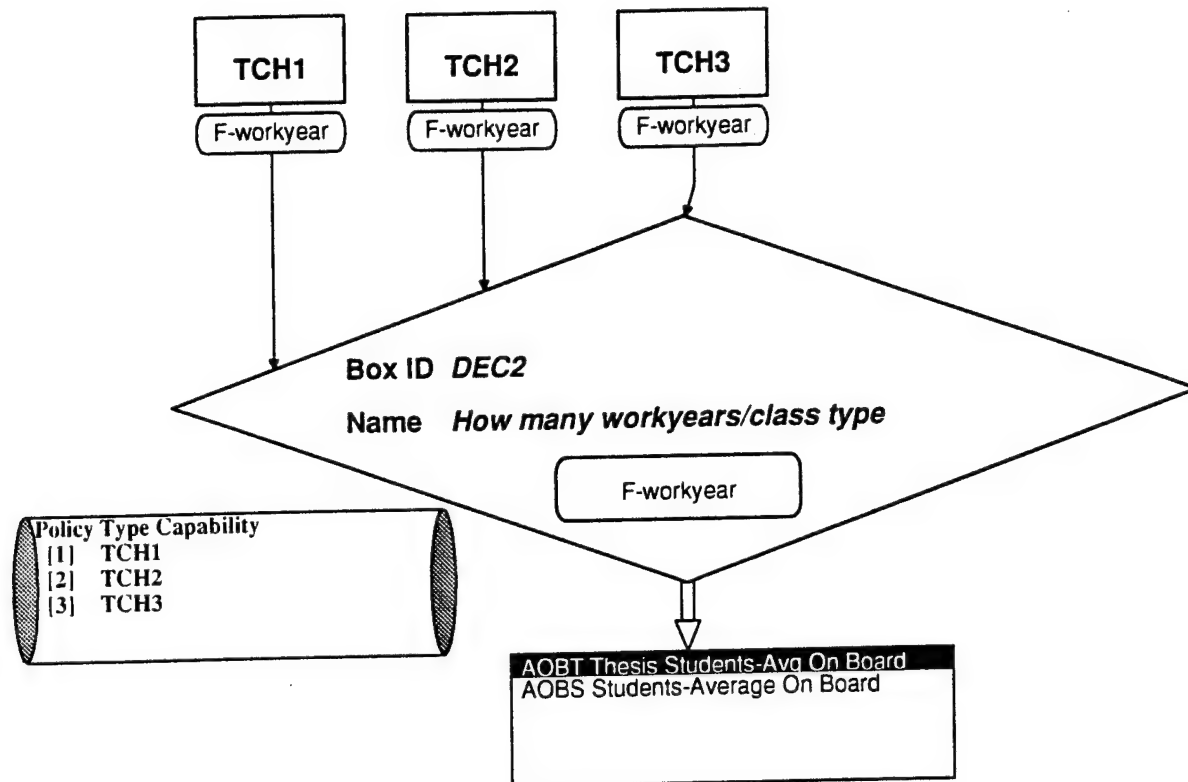 TCH1
TCH2
TCH3
F-workyear
F-workyear
F-workyear
Box ID DEC2
Name How many workyears/class type
F-workyear
Policy Type Capability
[1] TCH1
[2] TCH2
[3] TCH3
AOBT Thesis Students-Avg On Board
AOBS Students-Average On Board